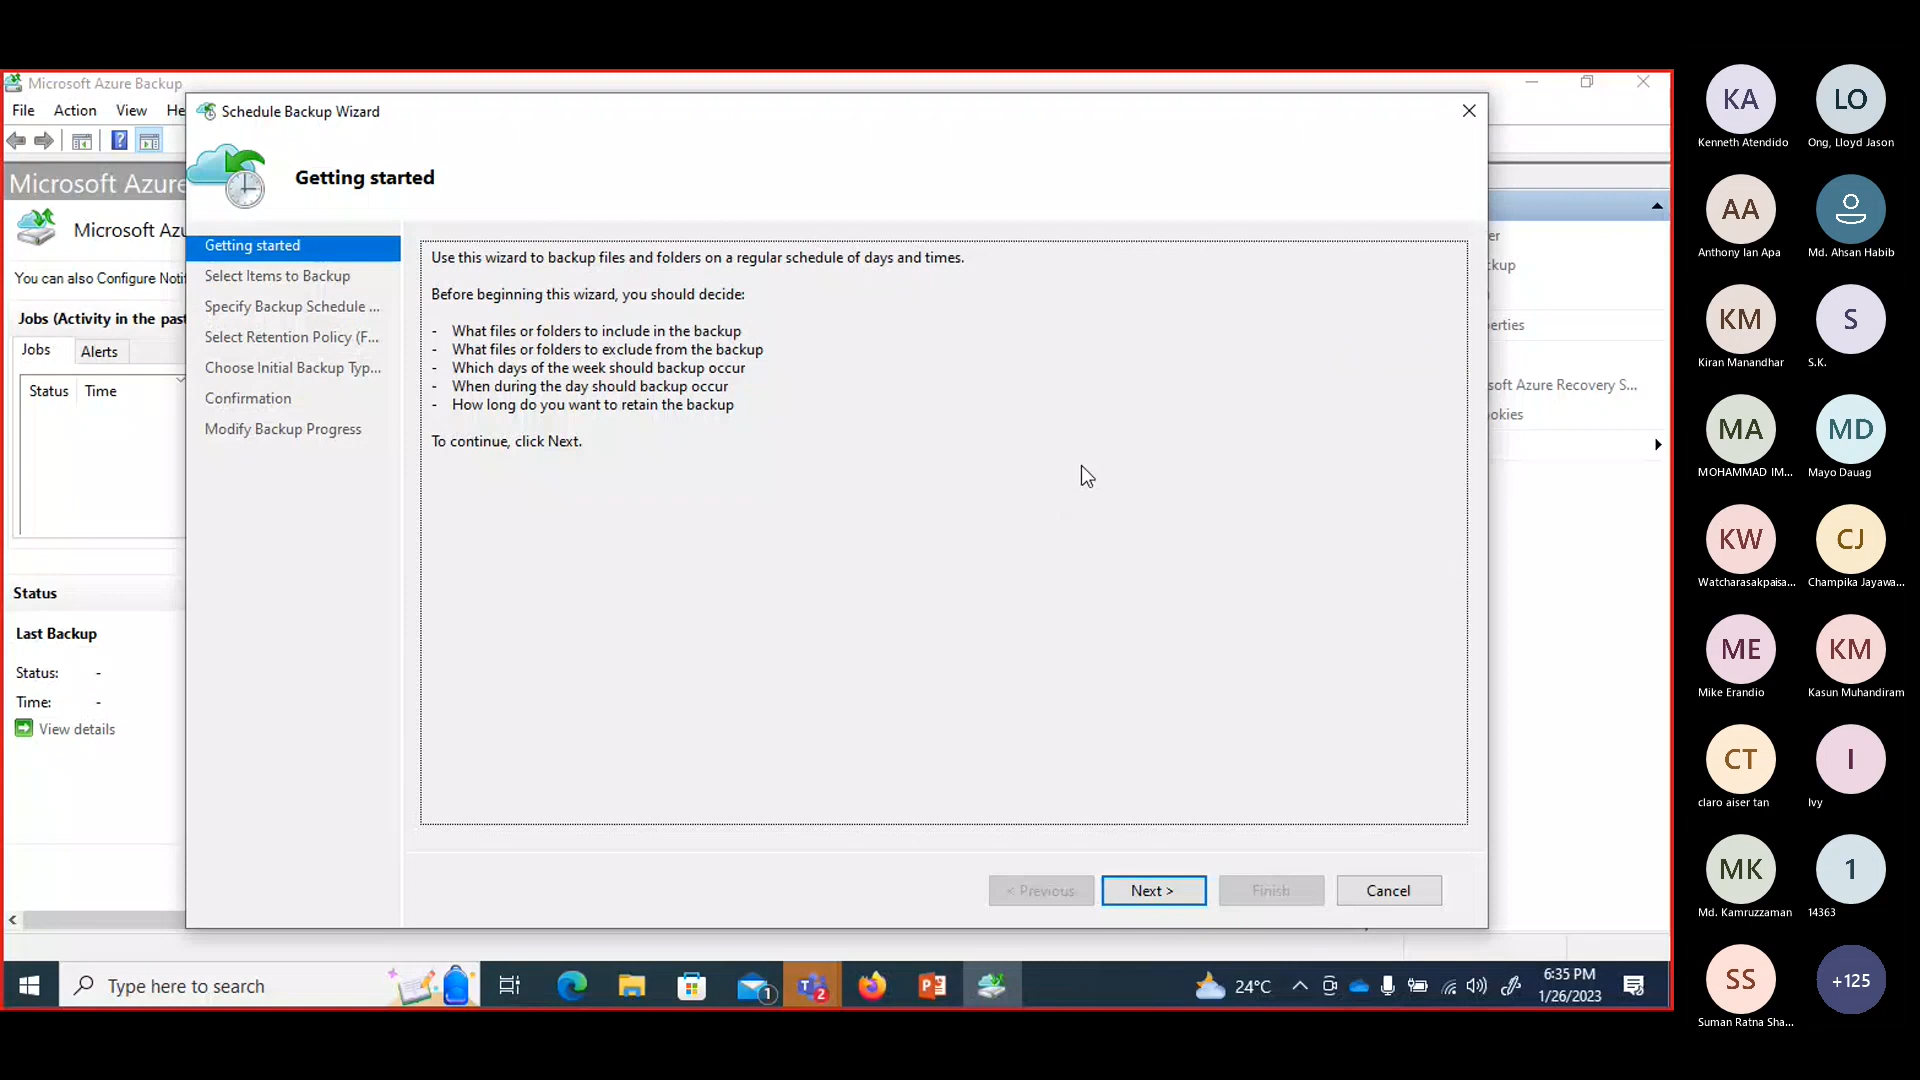 Microsoft Azure Backup
File Action View He
Microsoft Azure
Microsoft Azu
You can also Configure Noti
Jobs (Activity in the past
Jobs Alerts
Status Time
Status
Last Backup
Status: -
Time: -
View details
Schedule Backup Wizard
Getting started
Getting started
Select Items to Backup
Specify Backup Schedule ...
Select Retention Policy (F...
Choose Initial Backup Typ...
Confirmation
Modify Backup Progress
Use this wizard to backup files and folders on a regular schedule of days and times.
Before beginning this wizard, you should decide:
- What files or folders to include in the backup
- What files or folders to exclude from the backup
- Which days of the week should backup occur
- When during the day should backup occur
- How long do you want to retain the backup
To continue, click Next.
< Previous Next > Finish Cancel
er
kup
erties
soft Azure Recovery S...
okies
Type here to search
1
2
24°C
6:35 PM
1/26/2023
KA LO
Kenneth Atendido Ong, Lloyd Jason
AA
Anthony Ian Apa Md. Ahsan Habib
KM S
Kiran Manandhar S.K.
MA MD
MOHAMMAD IM... Mayo Dauag
KW CJ
Watcharasakpaisa... Champika Jayawa...
ME KM
Mike Erandio Kasun Muhandiram
CT I
claro aiser tan Ivy
MK 1
Md. Kamruzzaman 14363
SS +125
Suman Ratna Sha...